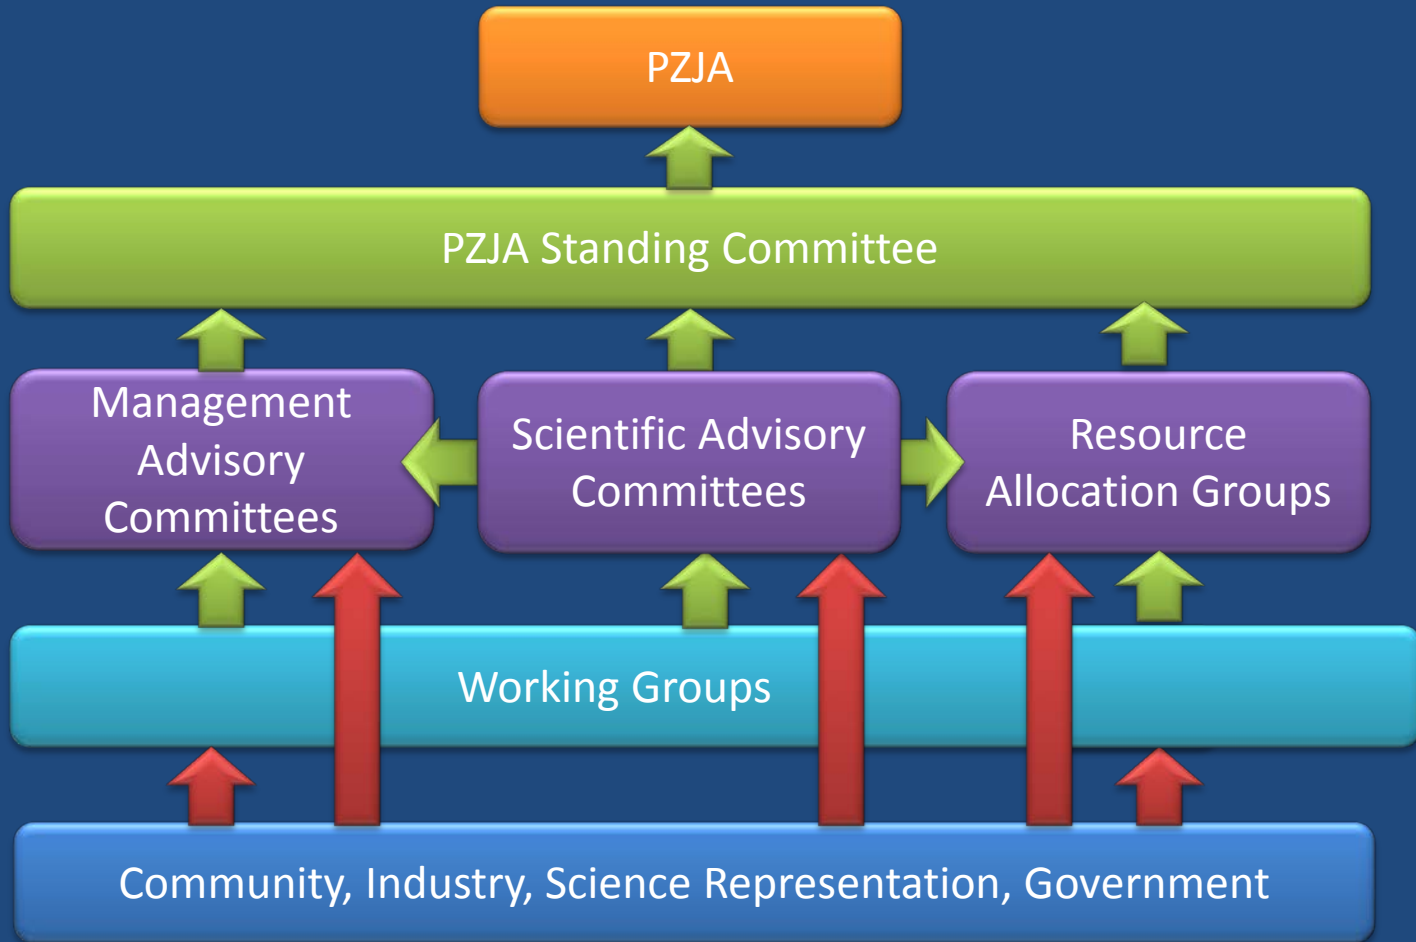 PZJA
PZJA Standing Committee
Management
Advisory
Committees
Scientific Advisory
Committees
Resource
Allocation Groups
Working Groups
Community, Industry, Science Representation, Government